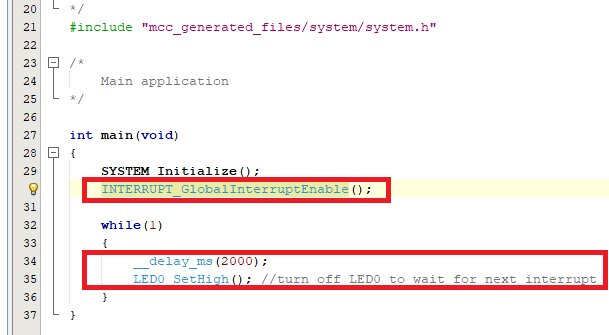 20 */
21 #include "mcc_generated_files/system/system.h"
22
23 /*
24 Main application
25 */
26
27 int main(void)
28 {
29 SYSTEM_Initialize();
INTERRUPT_GlobalInterruptEnable();
31
32 while(1)
33 {
34 __delay_ms(2000);
35 LED0_SetHigh(); //turn off LED0 to wait for next interrupt
36 }
37 }